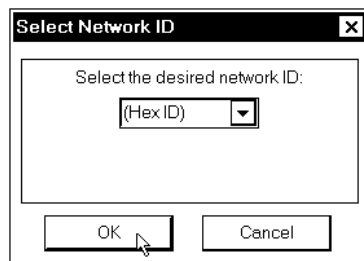 Select Network ID
Select the desired network ID:
(Hex ID)
OK Cancel